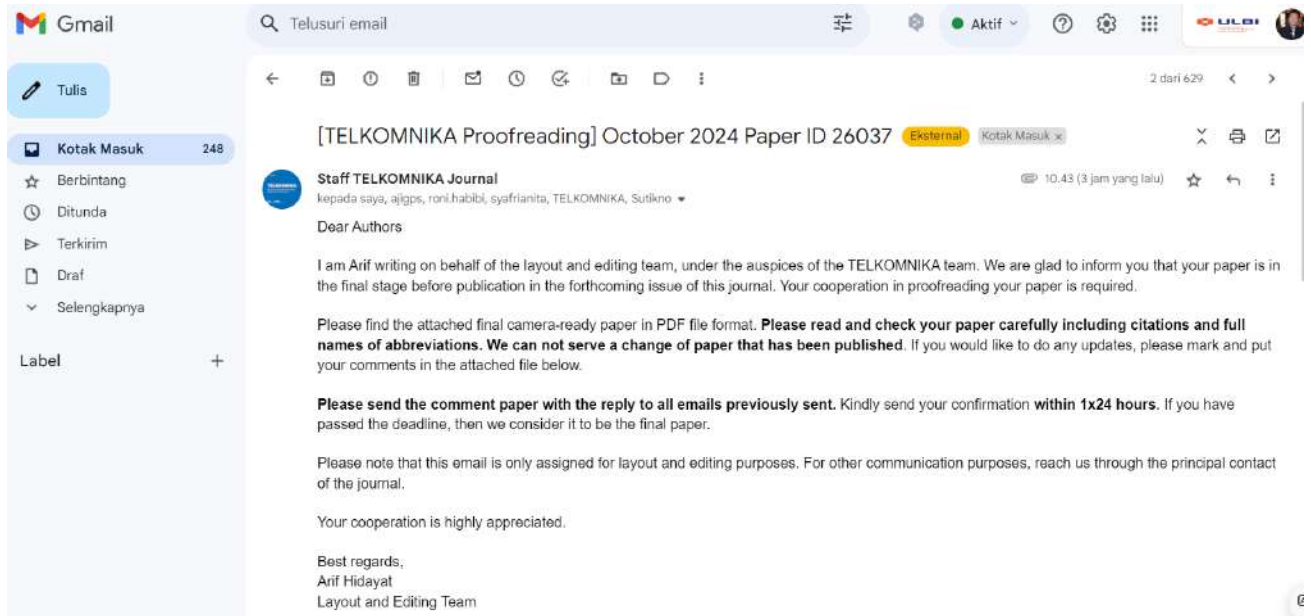 Gmail
Telusuri email
Aktif
ULBI
Tulis
2 dari 629
Kotak Masuk 248
Berbintang
Ditunda
Terkirim
Draf
Selengkapnya
Label +
[TELKOMNIKA Proofreading] October 2024 Paper ID 26037 Eksternal Kotak Masuk x
Staff TELKOMNIKA Journal
10.43 (3 jam yang lalu)
kepada saya, ajigps, roni.habibi, syafrianita, TELKOMNIKA, Sutikno
Dear Authors
I am Arif writing on behalf of the layout and editing team, under the auspices of the TELKOMNIKA team. We are glad to inform you that your paper is in
the final stage before publication in the forthcoming issue of this journal. Your cooperation in proofreading your paper is required.
Please find the attached final camera-ready paper in PDF file format. Please read and check your paper carefully including citations and full
names of abbreviations. We can not serve a change of paper that has been published. If you would like to do any updates, please mark and put
your comments in the attached file below.
Please send the comment paper with the reply to all emails previously sent. Kindly send your confirmation within 1x24 hours. If you have
passed the deadline, then we consider it to be the final paper.
Please note that this email is only assigned for layout and editing purposes. For other communication purposes, reach us through the principal contact
of the journal.
Your cooperation is highly appreciated.
Best regards,
Arif Hidayat
Layout and Editing Team